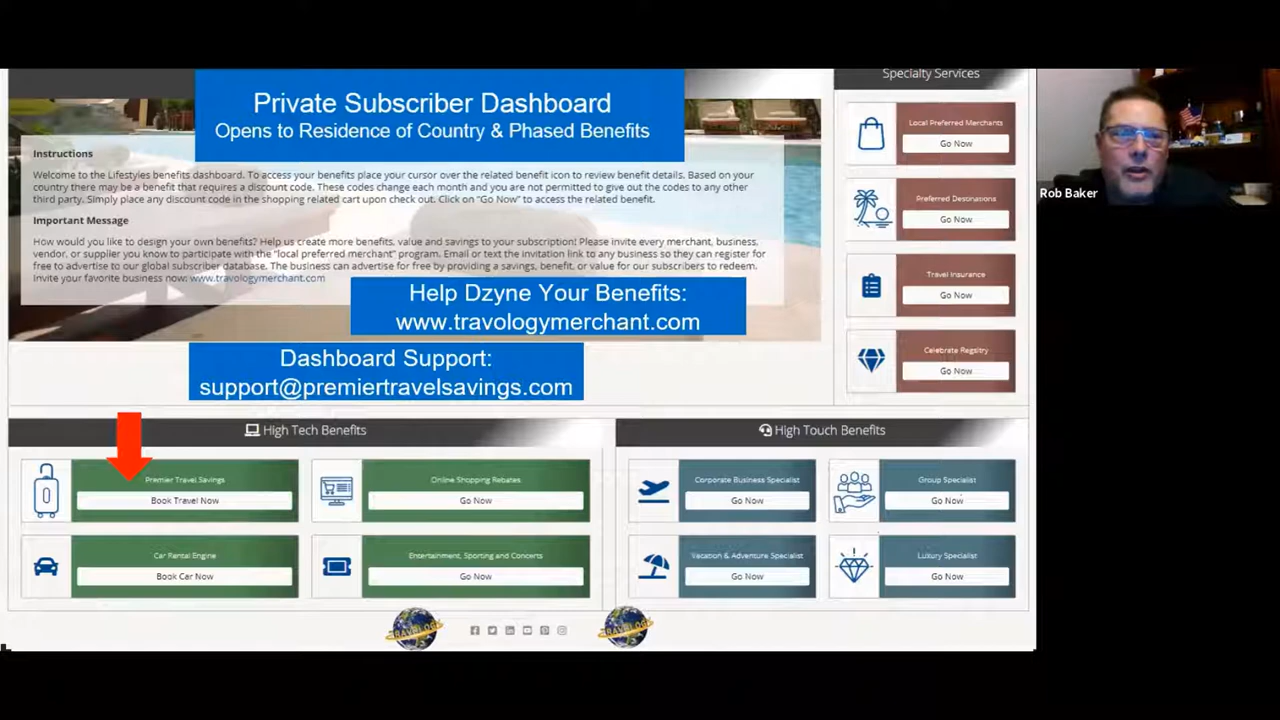 Private Subscriber Dashboard
Opens to Residence of Country & Phased Benefits
Instructions
Welcome to the Lifestyles benefits dashboard. To access your benefits place your cursor over the related benefit icon to review benefit details. Based on your
country there may be a benefit that requires a discount code. These codes change each month and you are not permitted to give out the codes to any other
third party. Simply place any discount code in the shopping related cart upon check out. Click on "Go Now" to access the related benefit.
Important Message
How would you like to design your own benefits? Help us create more benefits, value and savings to your subscription! Please invite every merchant, business,
vendor, or supplier you know to participate with the "local preferred merchant" program. Email or text the invitation link to any business so they can register for
free to advertise to our global subscriber database. The business can advertise for free by providing a savings, benefit, or value for our subscribers to redeem.
Invite your favorite business now: www.travologymerchant.com
Help Dzyne Your Benefits:
www.travologymerchant.com
Dashboard Support:
support@premiertravelsavings.com
Specialty Services
Local Preferred Merchants
Go Now
Preferred Destonations
Go Now
Travel Insurance
Go Now
Celebrate Regsitry
Go Now
Rob Baker
High Tech Benefits
Premier Travel Savings
Book Travel Now
Online Shopping Rebates
Go Now
Car Rental Engine
Book Car Now
Entertainment, Sporting and Concerts
Go Now
High Touch Benefits
Corporate Business Specialist
Go Now
Group Specialist
Go Now
Vacation & Adventure Specialist
Go Now
Luxury Specialist
Go Now
TRAVOLOGY
TRAVOLOGY